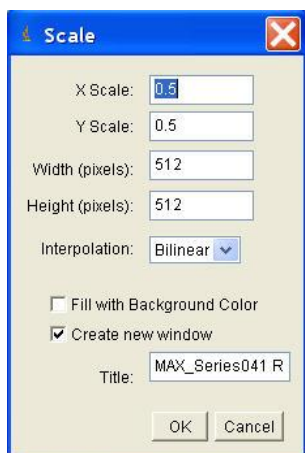 Scale
X Scale: 0.5
Y Scale: 0.5
Width (pixels): 512
Height (pixels): 512
Interpolation: Bilinear
Fill with Background Color
Create new window
Title: MAX_Series041 R
OK Cancel